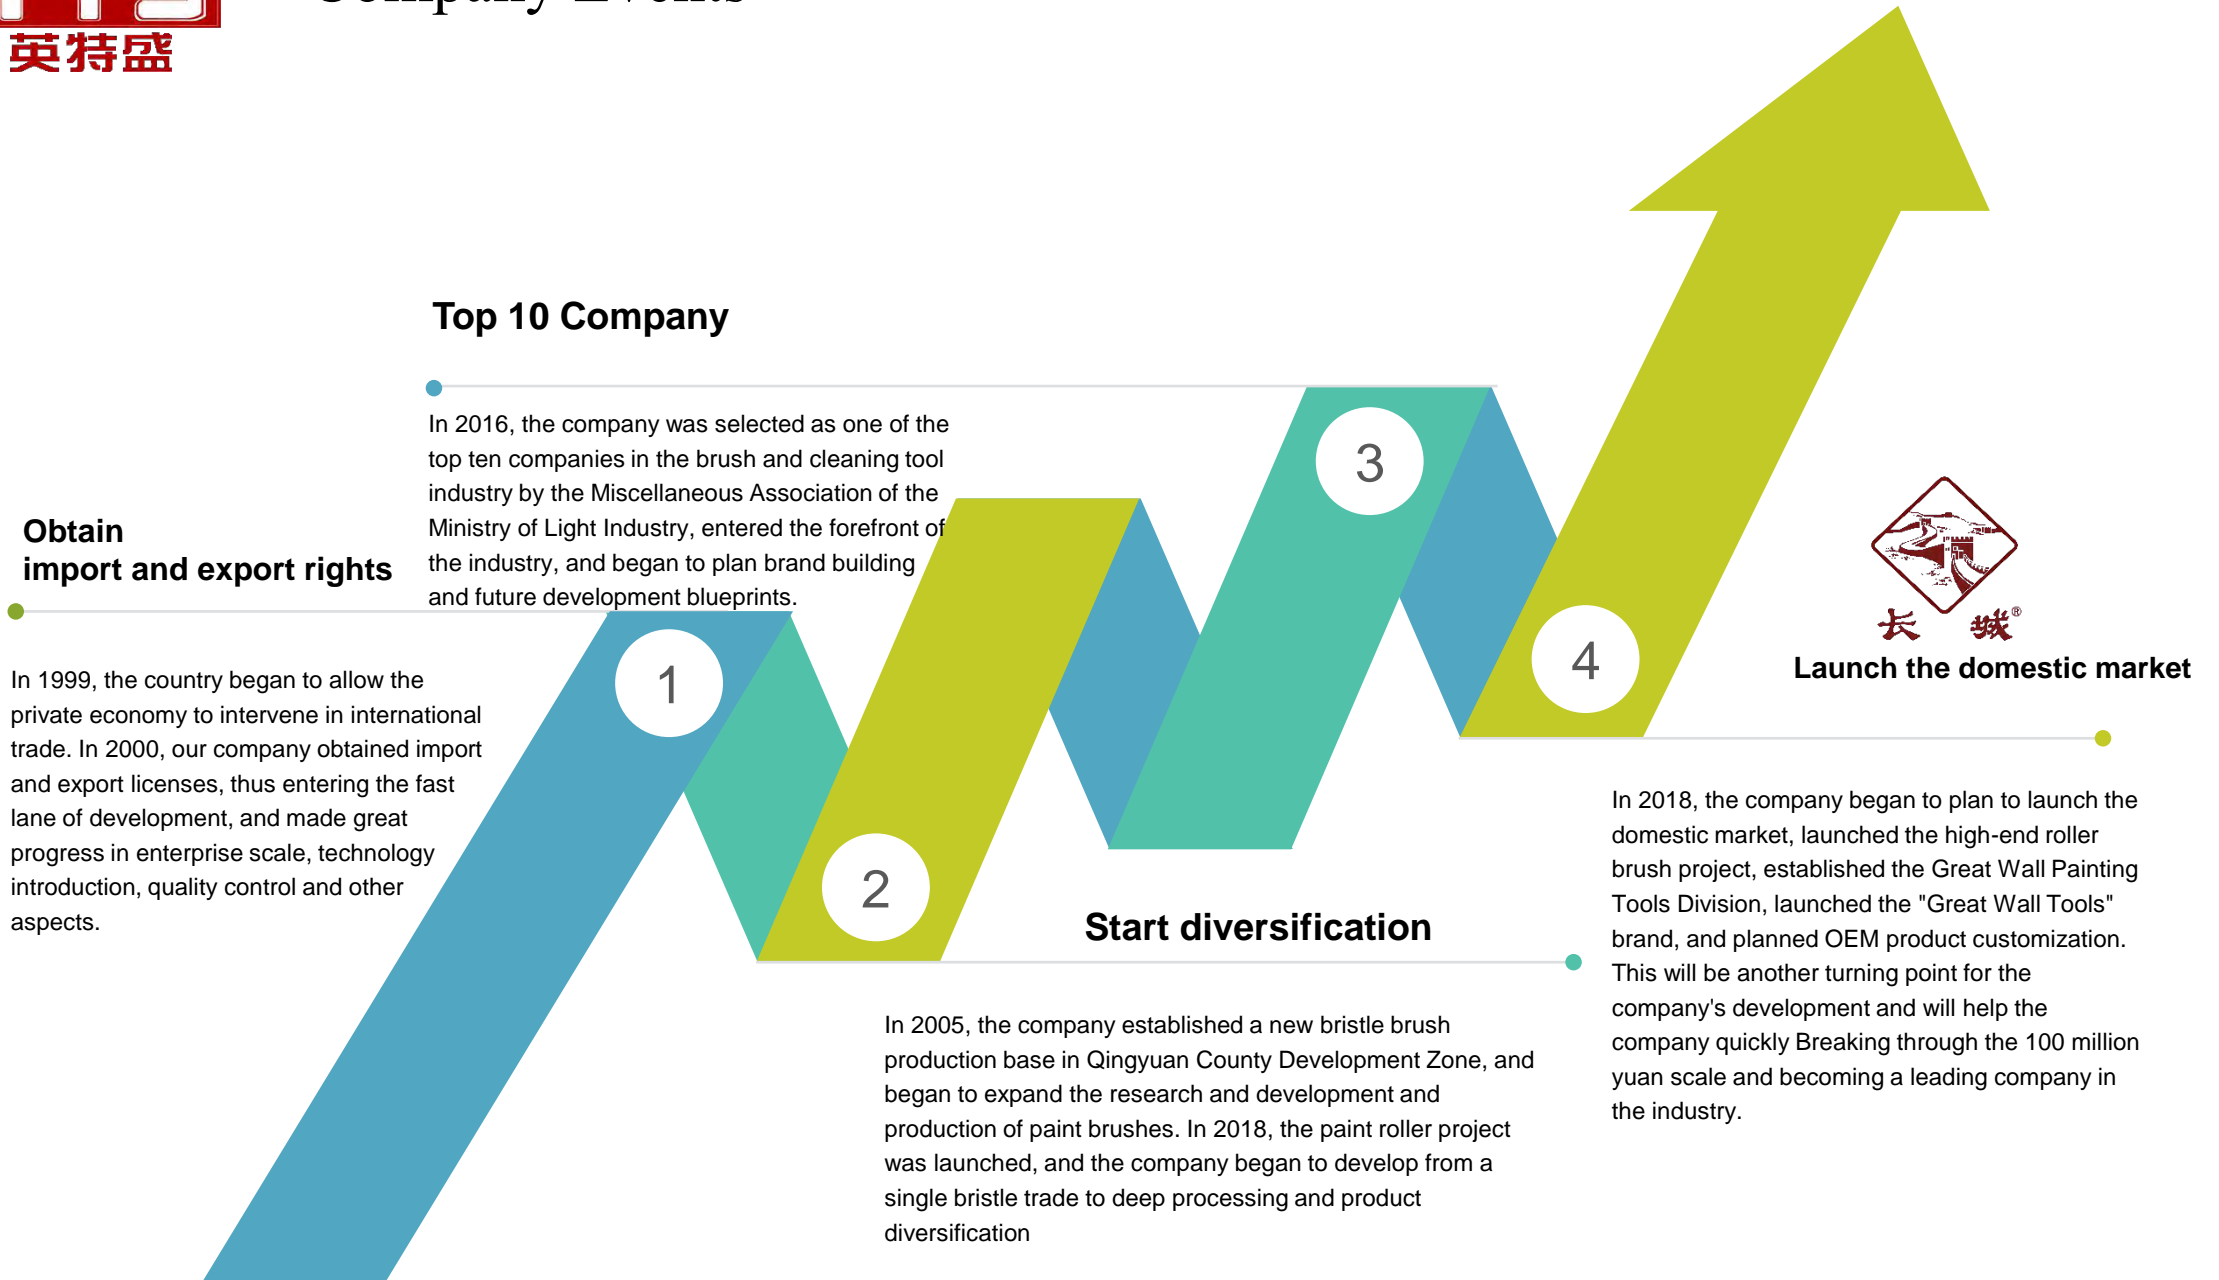 英特盛
Company Events
Top 10 Company
In 2016, the company was selected as one of the
top ten companies in the brush and cleaning tool
industry by the Miscellaneous Association of the
Ministry of Light Industry, entered the forefront of
the industry, and began to plan brand building
and future development blueprints.
Obtain
import and export rights
In 1999, the country began to allow the
private economy to intervene in international
trade. In 2000, our company obtained import
and export licenses, thus entering the fast
lane of development, and made great
progress in enterprise scale, technology
introduction, quality control and other
aspects.
1
2
3
4
Start diversification
In 2005, the company established a new bristle brush
production base in Qingyuan County Development Zone, and
began to expand the research and development and
production of paint brushes. In 2018, the paint roller project
was launched, and the company began to develop from a
single bristle trade to deep processing and product
diversification
长 城®
Launch the domestic market
In 2018, the company began to plan to launch the
domestic market, launched the high-end roller
brush project, established the Great Wall Painting
Tools Division, launched the "Great Wall Tools"
brand, and planned OEM product customization.
This will be another turning point for the
company's development and will help the
company quickly Breaking through the 100 million
yuan scale and becoming a leading company in
the industry.